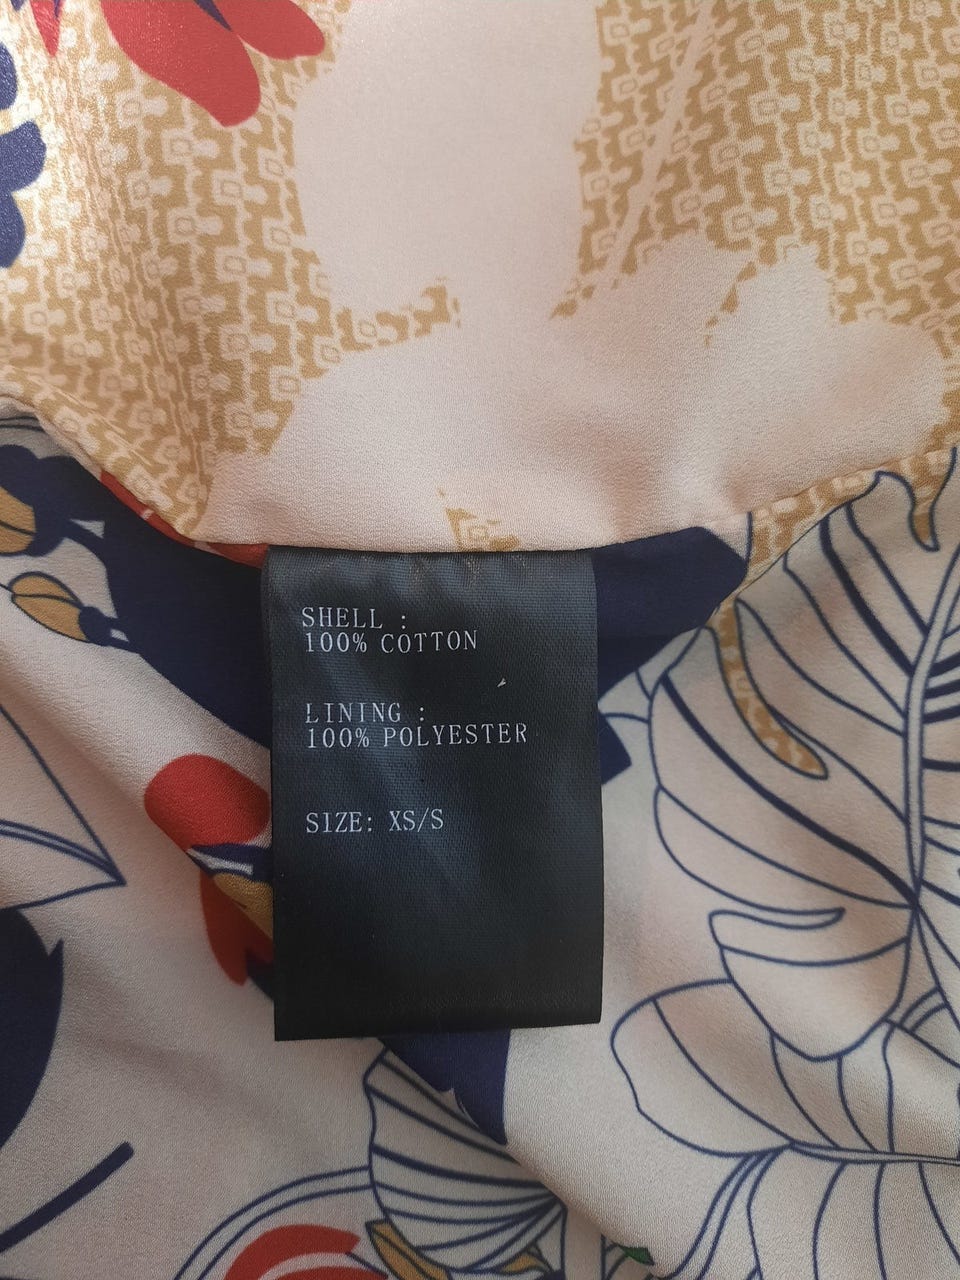 SHELL :
100% COTTON
LINING :
100% POLYESTER
SIZE: XS/S